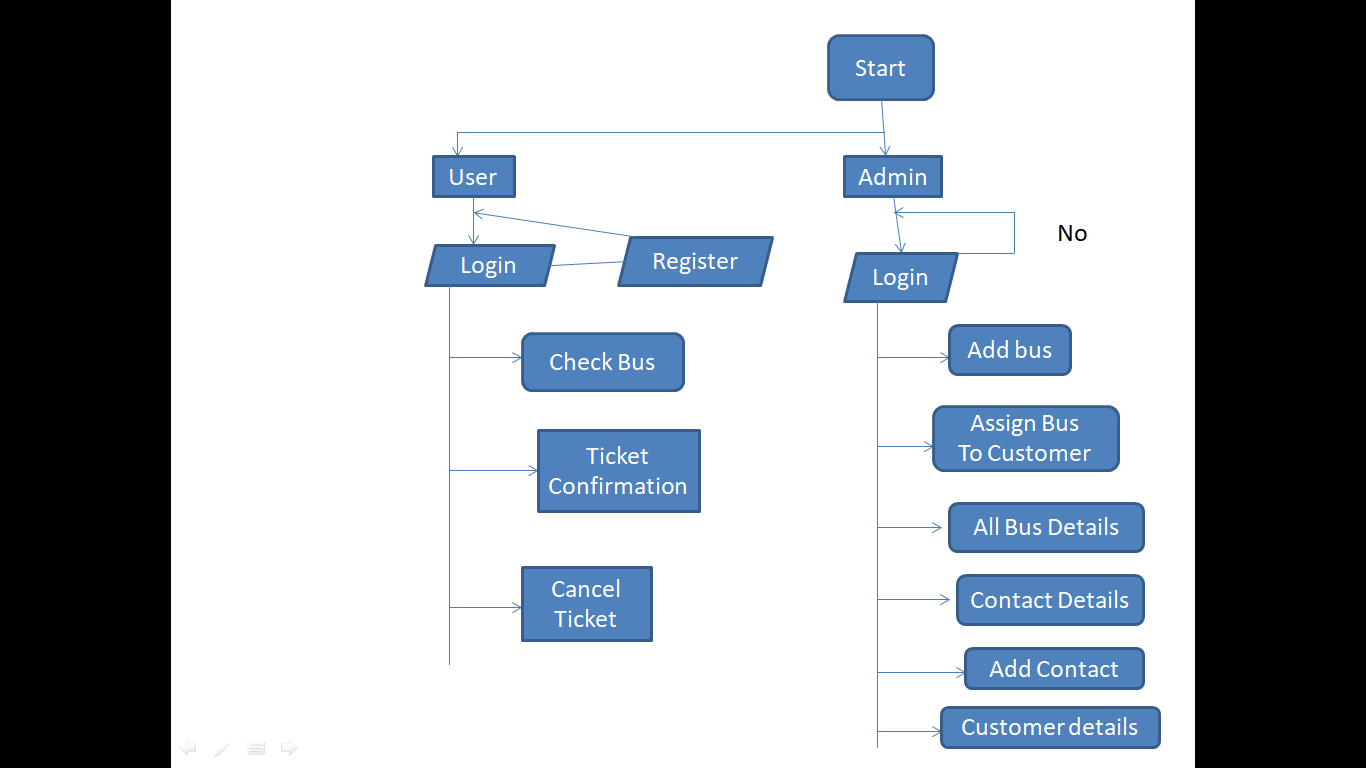 Start
User
Admin
Login
Register
No
Login
Check Bus
Ticket
Confirmation
Cancel
Ticket
Add bus
Assign Bus
To Customer
All Bus Details
Contact Details
Add Contact
Customer details